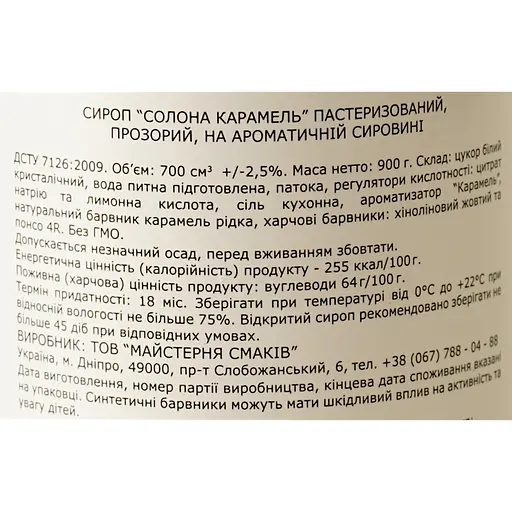 СИРОП "СОЛОНА КАРАМЕЛЬ" ПАСТЕРИЗОВАНИЙ,
ПРОЗОРИЙ, НА АРОМАТИЧНІЙ СИРОВИНІ
ДСТУ 7126:2009. Об'єм: 700 см³ +/-2,5%. Маса нетто: 900 г. Склад: цукор білий
кристалічний, вода питна підготовлена, патока, регулятори кислотності: цитрат
натрію та лимонна кислота, сіль кухонна, ароматизатор "Карамель",
натуральний барвник карамель рідка, харчові барвники: хіноліновий жовтий та
понсо 4R. Без ГМО.
Допускається незначний осад, перед вживанням збовтати.
Енергетична цінність (калорійність) продукту - 255 ккал/100г.
Поживна (харчова) цінність продукту: вуглеводи 64г/100г.
Термін придатності: 18 міс. Зберігати при температурі від 0°С до +22°С при
відносній вологості не більше 75%. Відкритий сироп рекомендовано зберігати не
більше 45 діб при відповідних умовах.
ВИРОБНИК: ТОВ "МАЙСТЕРНЯ СМАКІВ"
Україна, м. Дніпро, 49000, пр-т Слобожанський, 6, тел. +38 (067) 788 - 04 - 88
Дата виготовлення, номер партії виробництва, кінцева дата споживання вказані
на упаковці. Синтетичні барвники можуть мати шкідливий вплив на активність та
увагу дітей.